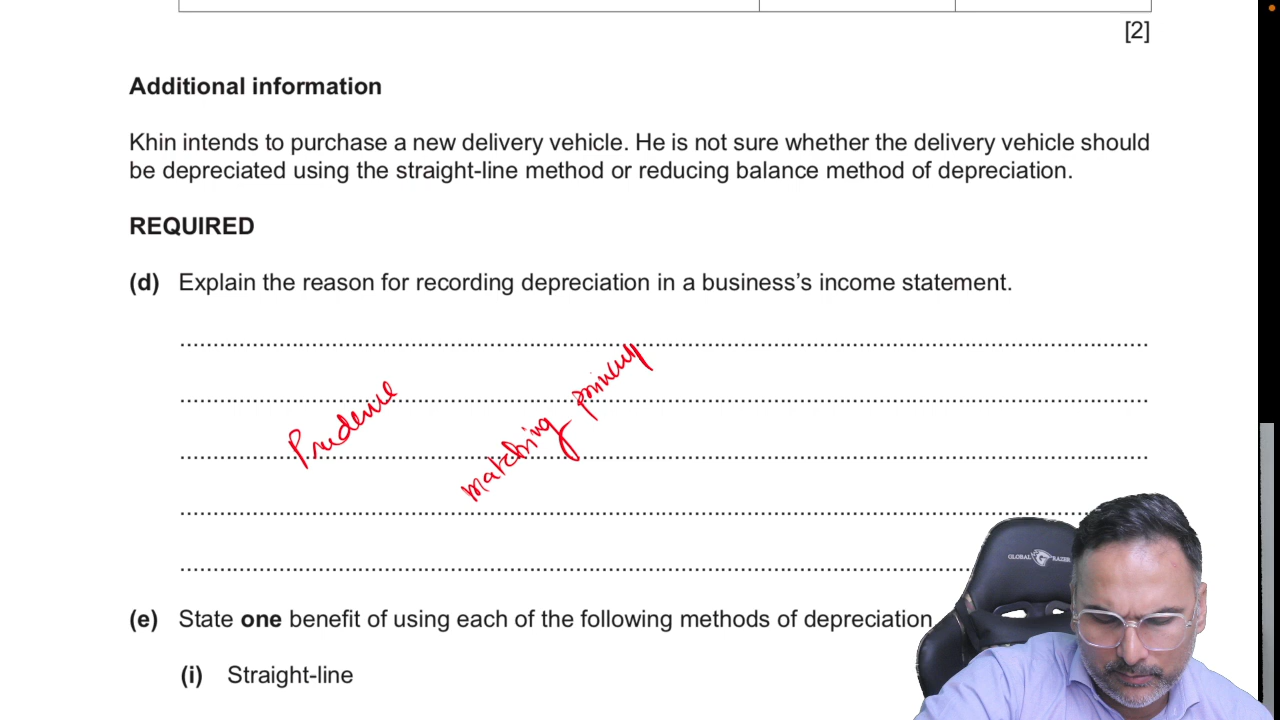 [2]
Additional information
Khin intends to purchase a new delivery vehicle. He is not sure whether the delivery vehicle should
be depreciated using the straight-line method or reducing balance method of depreciation.
REQUIRED
(d) Explain the reason for recording depreciation in a business’s income statement.
Prudence
matching
(e) State one benefit of using each of the following methods of depreciation
(i) Straight-line
GLOBAL RAZER